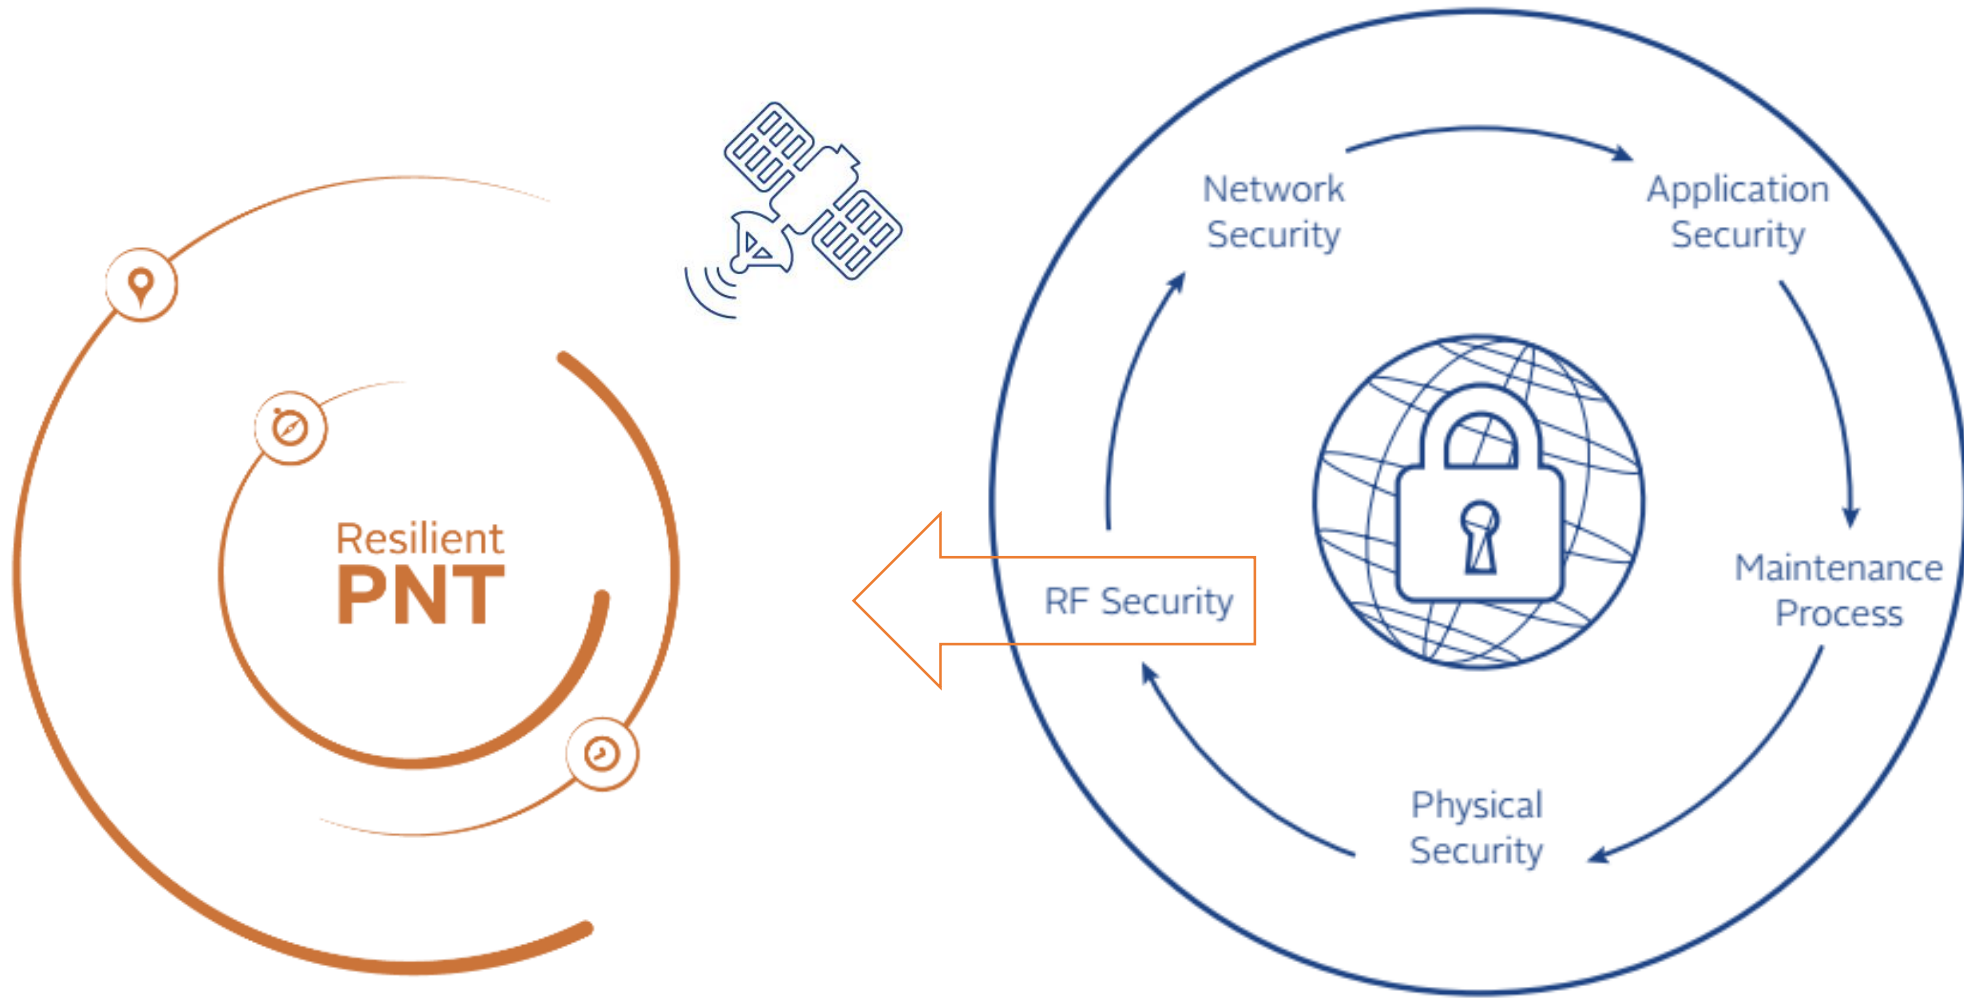 Resilient
PNT
Network
Security
Application
Security
Maintenance
Process
Physical
Security
RF Security